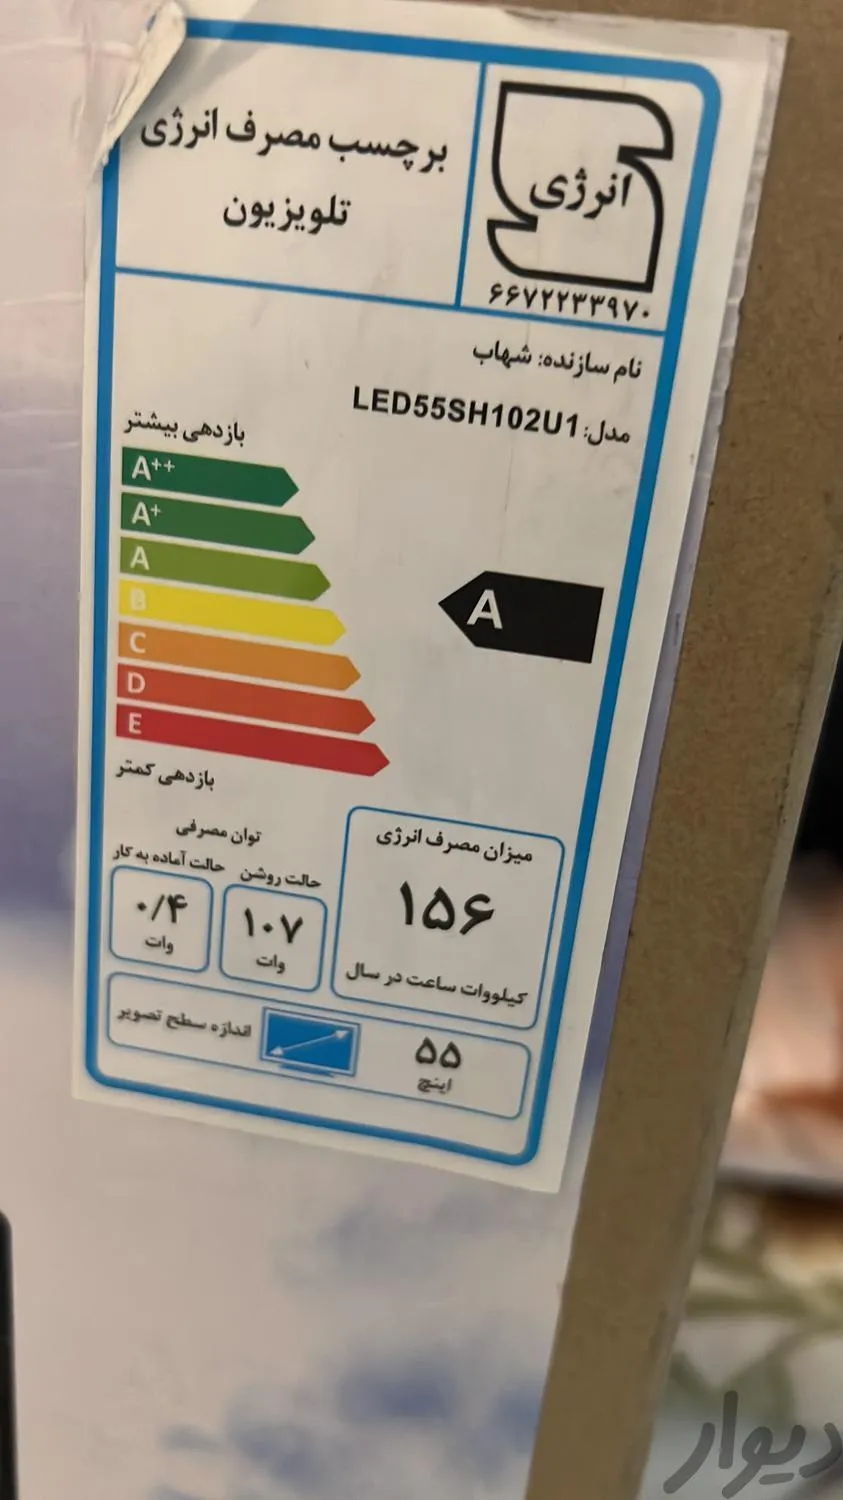 برچسب مصرف انرژی
تلویزیون
انرژی
۶۶۷۲۲۳۳۹۷۰
نام سازنده: شهاب
مدل: LED55SH102U1
بازدهی بیشتر
A++
A+
A
B
C
D
E
A
بازدهی کمتر
میزان مصرف انرژی
۱۵۶
کیلووات ساعت در سال
توان مصرفی
حالت روشن
۱۰۷
وات
حالت آماده به کار
۰/۴
وات
اندازه سطح تصویر
۵۵
اینچ
دیوار